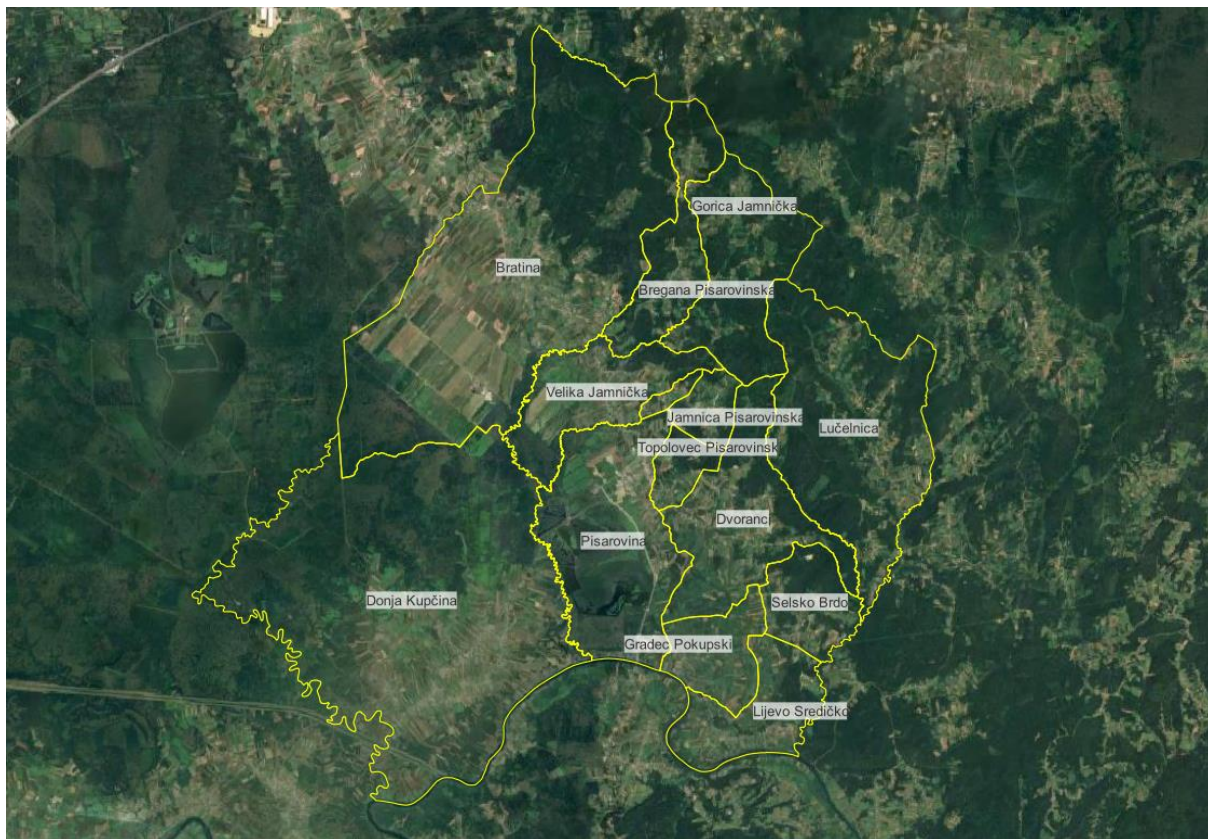 Gorica Jamnička
Bratina
Bregana Pisarovinska
Velika Jamnička
Jamnica Pisarovinska
Lučelnica
Topolovec Pisarovinsk
Dvoranci
Pisarovina
Donja Kupčina
Selsko Brdo
Gradec Pokupski
Lijevo Sredičko